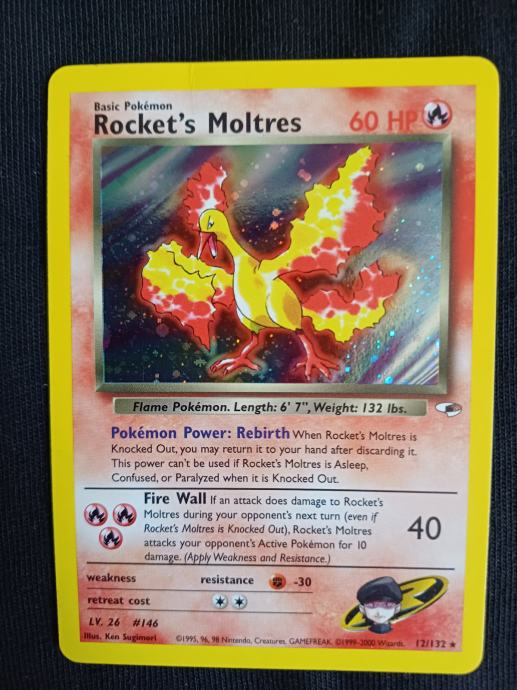 Basic Pokémon
Rocket's Moltres 60 HP
Flame Pokémon. Length: 6' 7", Weight: 132 lbs.
Pokémon Power: Rebirth When Rocket's Moltres is
Knocked Out, you may return it to your hand after discarding it.
This power can't be used if Rocket's Moltres is Asleep,
Confused, or Paralyzed when it is Knocked Out.
Fire Wall If an attack does damage to Rocket's
Moltres during your opponent's next turn (even if
Rocket's Moltres is Knocked Out), Rocket's Moltres
attacks your opponent's Active Pokémon for 10
damage. (Apply Weakness and Resistance.)
40
weakness resistance -30
retreat cost
LV. 26 #146
Illus. Ken Sugimori ©1995, 96, 98 Nintendo, Creatures, GAMEFREAK. ©1999-2000 Wizards. 12/132 ★